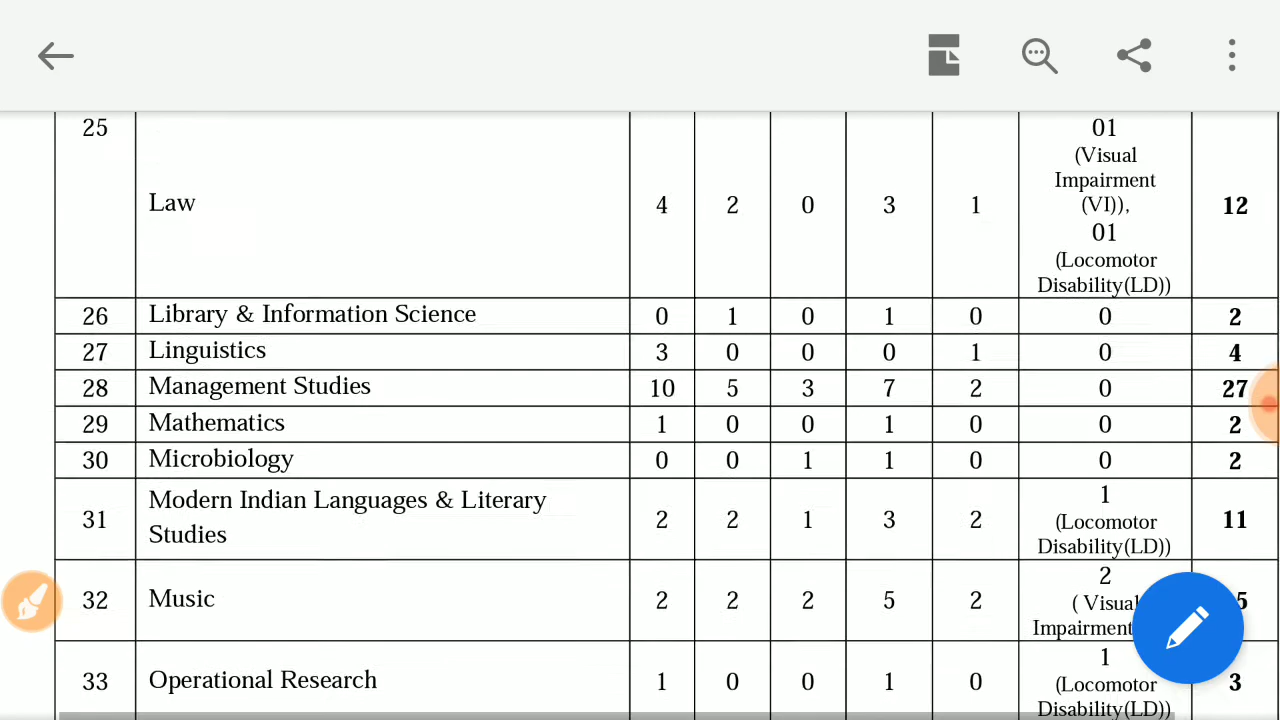 25 Law 4 2 0 3 1 01 12
(Visual
Impairment
(VI)),
01
(Locomotor
Disability(LD))
26 Library & Information Science 0 1 0 1 0 0 2
27 Linguistics 3 0 0 0 1 0 4
28 Management Studies 10 5 3 7 2 0 27
29 Mathematics 1 0 0 1 0 0 2
30 Microbiology 0 0 1 1 0 0 2
31 Modern Indian Languages & Literary
Studies 2 2 1 3 2 1 11
(Locomotor
Disability(LD))
32 Music 2 2 2 5 2 2 5
( Visual
Impairment
33 Operational Research 1 0 0 1 0 1 3
(Locomotor
Disability(LD))